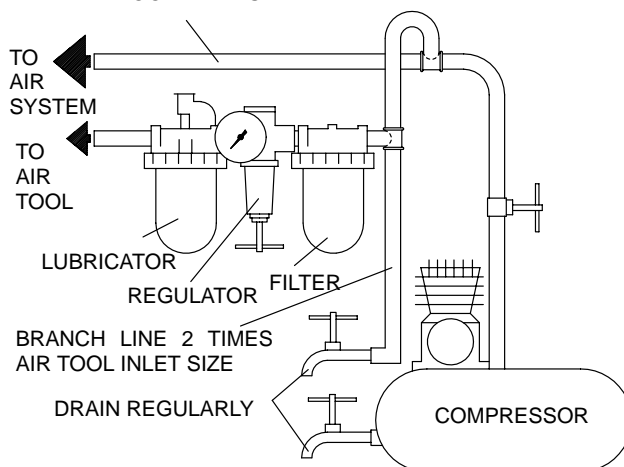 TO
AIR
SYSTEM
TO
AIR
TOOL
LUBRICATOR
REGULATOR
FILTER
BRANCH LINE 2 TIMES
AIR TOOL INLET SIZE
DRAIN REGULARLY
COMPRESSOR